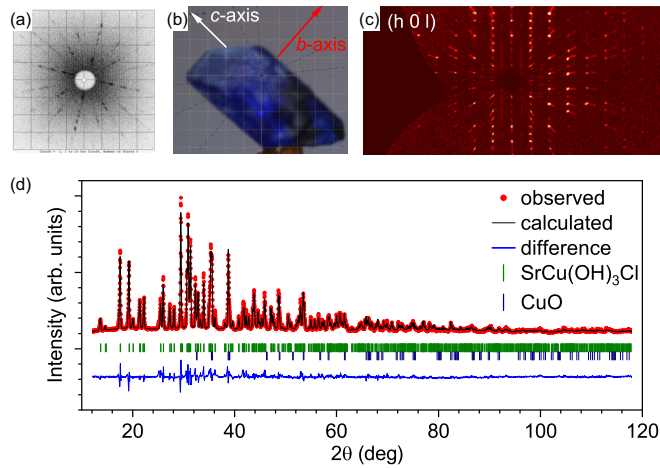 (a)
(b)
c-axis
b-axis
(c)
(h 0 l)
(d)
Intensity (arb. units)
observed
calculated
difference
SrCu(OH)₃Cl
CuO
20 40 60 80 100 120
2θ (deg)